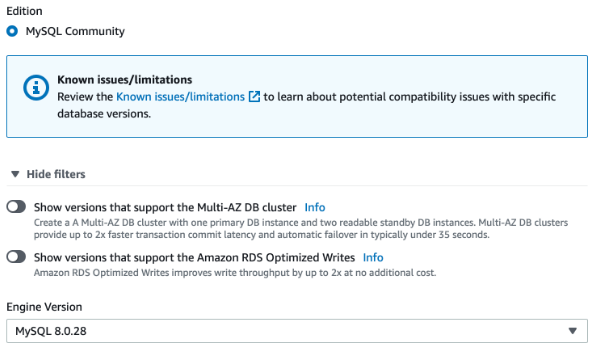 Edition
MySQL Community
Known issues/limitations
Review the Known issues/limitations to learn about potential compatibility issues with specific
database versions.
Hide filters
Show versions that support the Multi-AZ DB cluster Info
Create a A Multi-AZ DB cluster with one primary DB instance and two readable standby DB instances. Multi-AZ DB clusters
provide up to 2x faster transaction commit latency and automatic failover in typically under 35 seconds.
Show versions that support the Amazon RDS Optimized Writes Info
Amazon RDS Optimized Writes improves write throughput by up to 2x at no additional cost.
Engine Version
MySQL 8.0.28